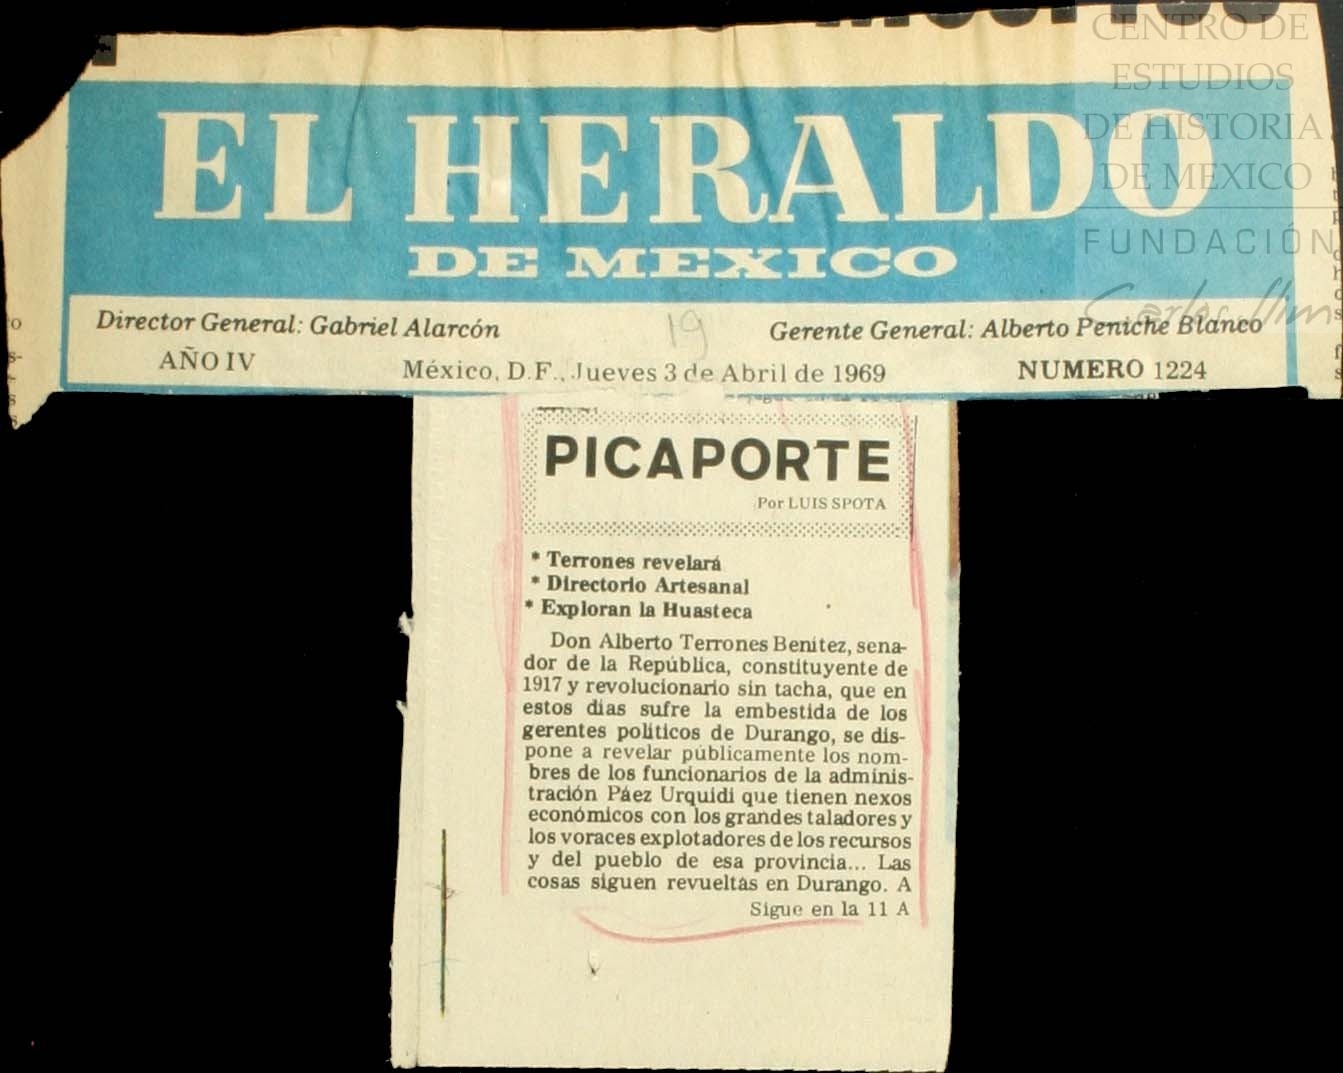 CENTRO DE
ESTUDIOS
DE HISTORIA
DE MEXICO
FUNDACIÓN
Carlos Slim
EL HERALDO
DE MEXICO
Director General: Gabriel Alarcón
Gerente General: Alberto Peniche Blanco
19
AÑO IV
México, D.F., Jueves 3 de Abril de 1969
NUMERO 1224
PICAPORTE
Por LUIS SPOTA
* Terrones revelará
* Directorio Artesanal
* Exploran la Huasteca
Don Alberto Terrones Benítez, sena-
dor de la República, constituyente de
1917 y revolucionario sin tacha, que en
estos días sufre la embestida de los
gerentes políticos de Durango, se dis-
pone a revelar públicamente los nom-
bres de los funcionarios de la adminis-
tración Páez Urquidi que tienen nexos
económicos con los grandes taladores y
los voraces explotadores de los recursos
y del pueblo de esa provincia... Las
cosas siguen revueltas en Durango. A
Sigue en la 11 A